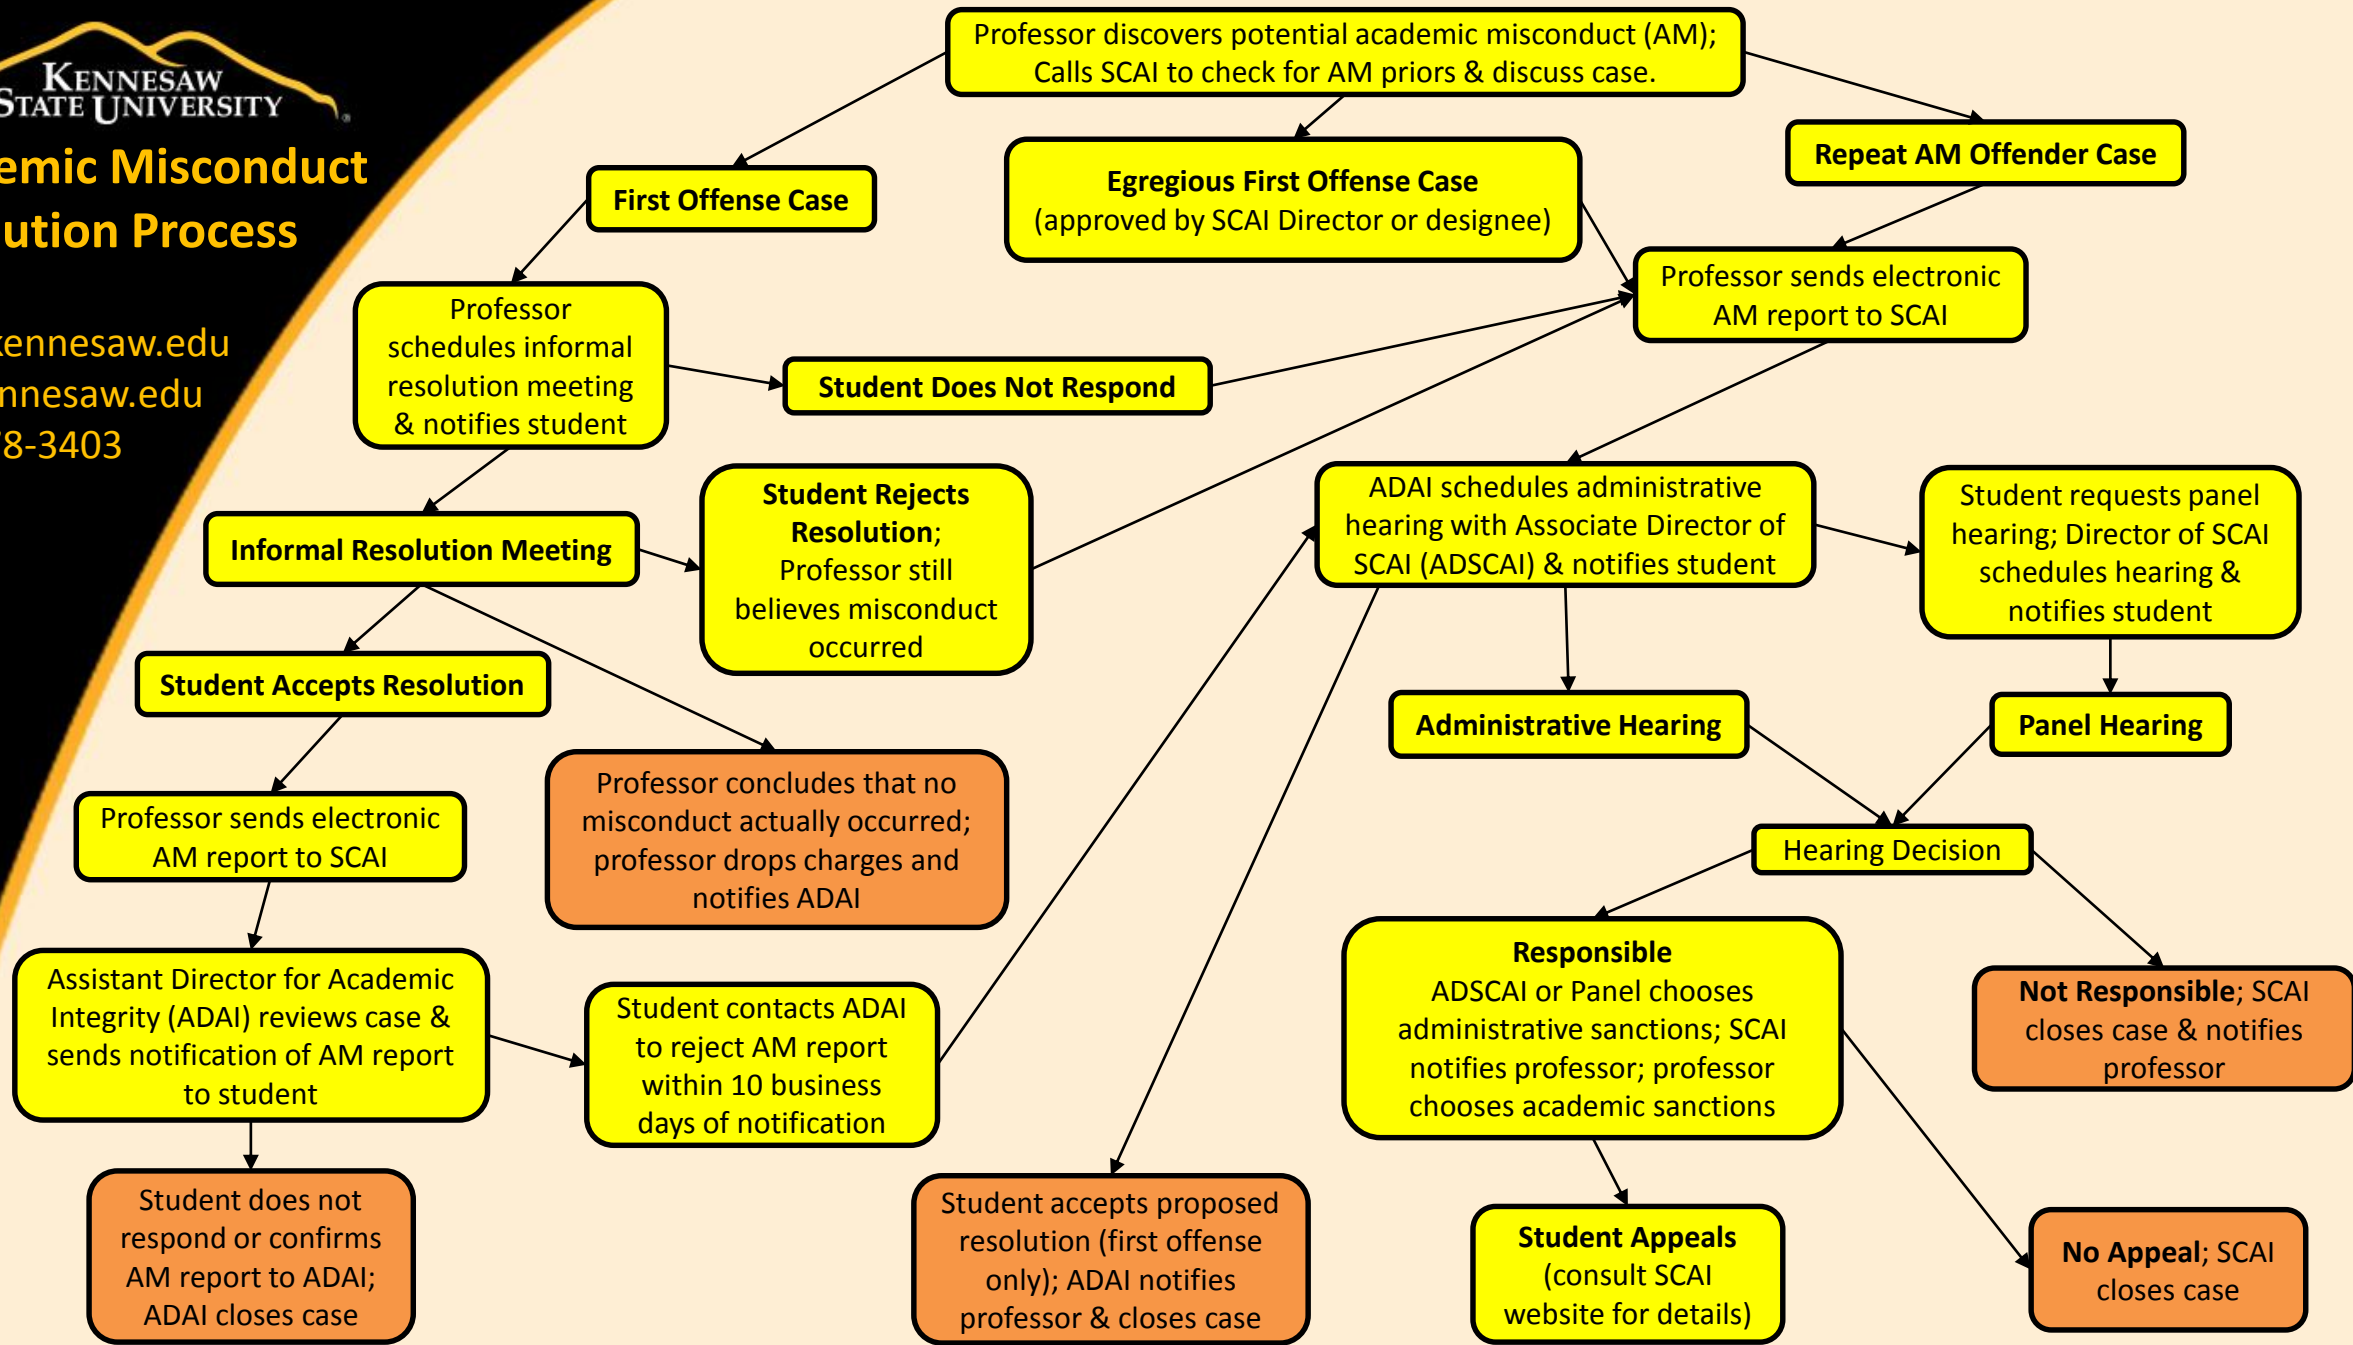 KENNESAW
STATE UNIVERSITY
emic Misconduct
ution Process
kennesaw.edu
nnesaw.edu
78-3403
Professor discovers potential academic misconduct (AM);
Calls SCAI to check for AM priors & discuss case.
First Offense Case
Egregious First Offense Case
(approved by SCAI Director or designee)
Repeat AM Offender Case
Professor
schedules informal
resolution meeting
& notifies student
Student Does Not Respond
Professor sends electronic
AM report to SCAI
Informal Resolution Meeting
Student Rejects
Resolution;
Professor still
believes misconduct
occurred
ADAI schedules administrative
hearing with Associate Director of
SCAI (ADSCAI) & notifies student
Student requests panel
hearing; Director of SCAI
schedules hearing &
notifies student
Student Accepts Resolution
Administrative Hearing
Panel Hearing
Professor sends electronic
AM report to SCAI
Professor concludes that no
misconduct actually occurred;
professor drops charges and
notifies ADAI
Hearing Decision
Assistant Director for Academic
Integrity (ADAI) reviews case &
sends notification of AM report
to student
Student contacts ADAI
to reject AM report
within 10 business
days of notification
Responsible
ADSCAI or Panel chooses
administrative sanctions; SCAI
notifies professor; professor
chooses academic sanctions
Not Responsible; SCAI
closes case & notifies
professor
Student does not
respond or confirms
AM report to ADAI;
ADAI closes case
Student accepts proposed
resolution (first offense
only); ADAI notifies
professor & closes case
Student Appeals
(consult SCAI
website for details)
No Appeal; SCAI
closes case